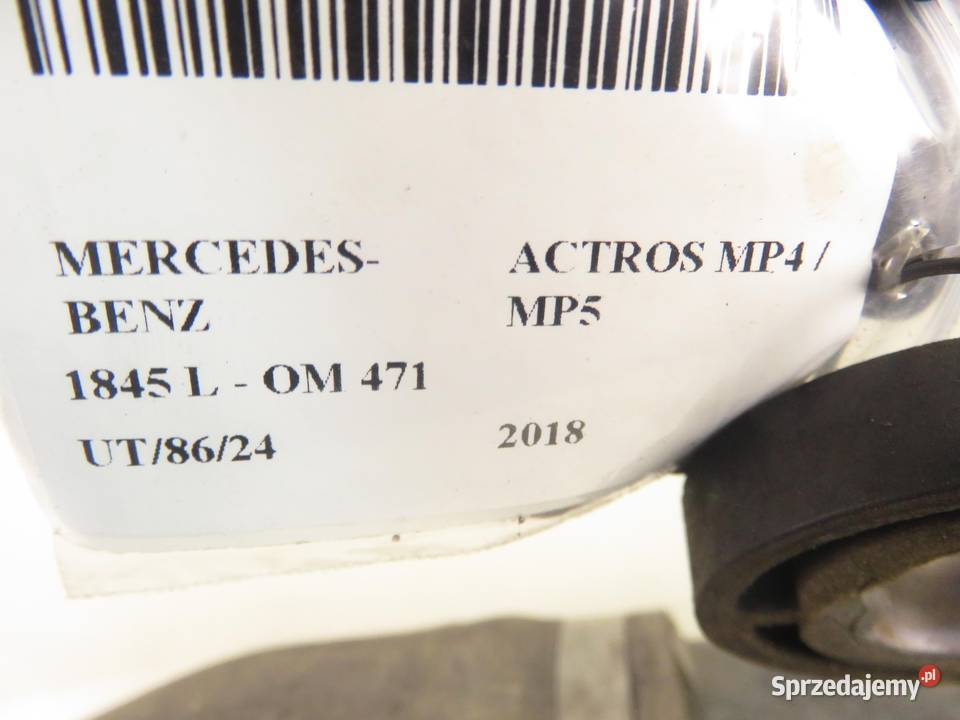 MERCEDES-
BENZ
ACTROS MP4 /
MP5
1845 L - OM 471
UT/86/24
2018
Sprzedajemy.pl